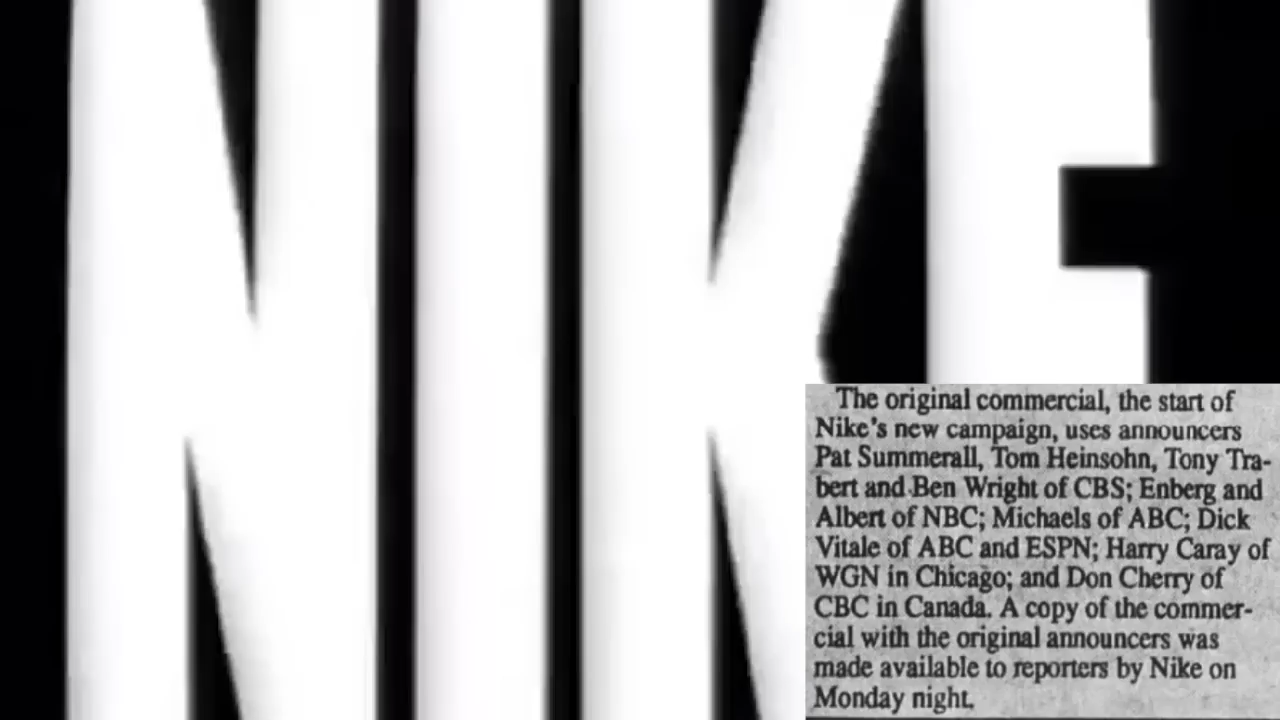 NIKE
The original commercial, the start of
Nike's new campaign, uses announcers
Pat Summerall, Tom Heinsohn, Tony Tra-
bert and Ben Wright of CBS; Enberg and
Albert of NBC; Michaels of ABC; Dick
Vitale of ABC and ESPN; Harry Caray of
WGN in Chicago; and Don Cherry of
CBC in Canada. A copy of the commer-
cial with the original announcers was
made available to reporters by Nike on
Monday night.